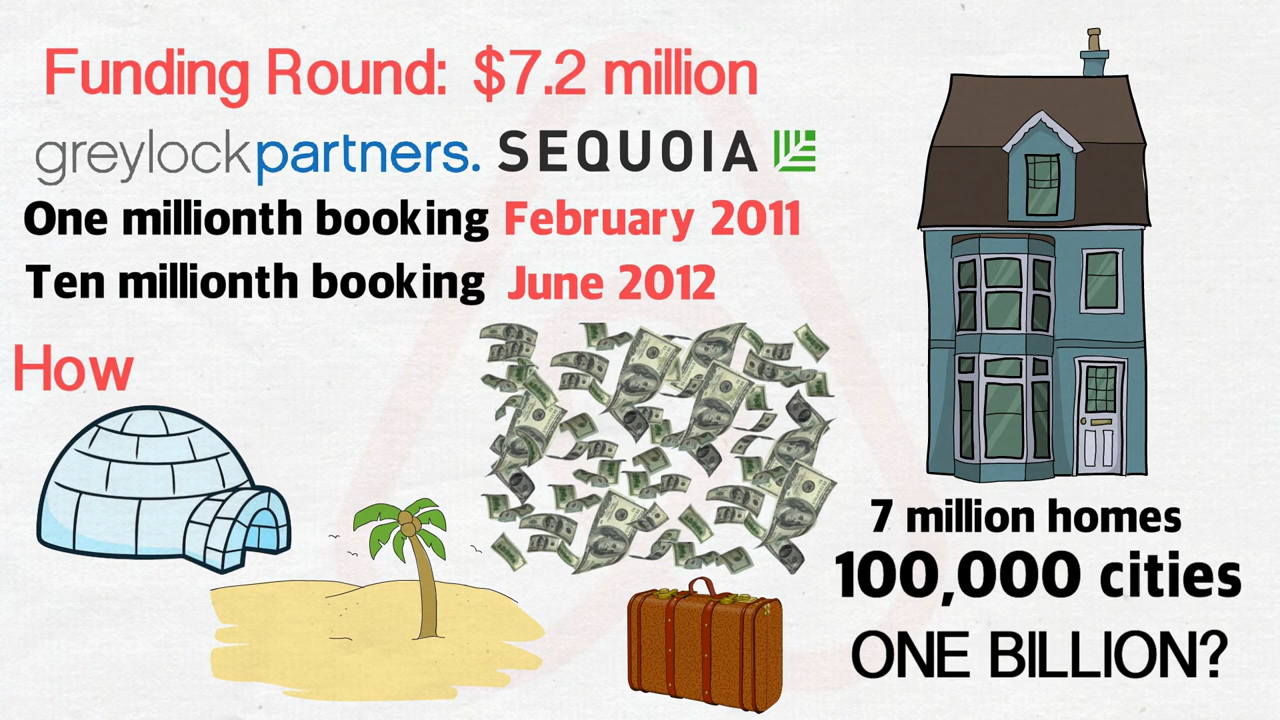 Funding Round: $7.2 million
greylockpartners. SEQUOIA
One millionth booking February 2011
Ten millionth booking June 2012
How
7 million homes
100,000 cities
ONE BILLION?